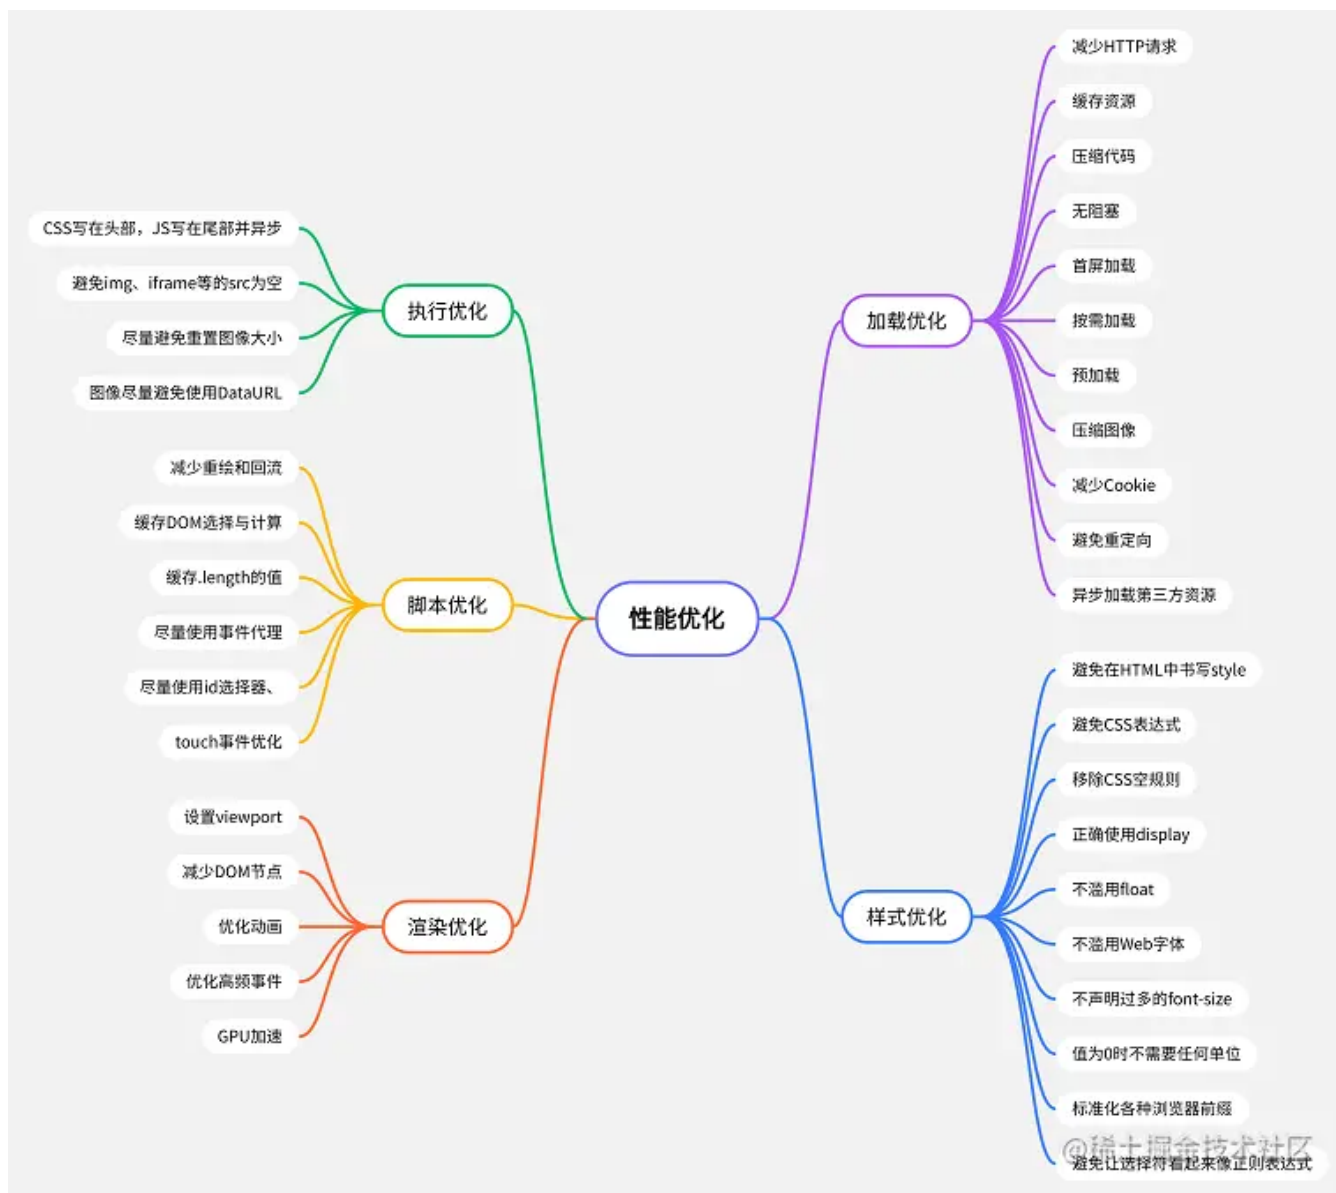 性能优化
执行优化
CSS写在头部，JS写在尾部并异步
避免img、iframe等的src为空
尽量避免重置图像大小
图像尽量避免使用DataURL
脚本优化
减少重绘和回流
缓存DOM选择与计算
缓存.length的值
尽量使用事件代理
尽量使用id选择器、
touch事件优化
渲染优化
设置viewport
减少DOM节点
优化动画
优化高频事件
GPU加速
加载优化
减少HTTP请求
缓存资源
压缩代码
无阻塞
首屏加载
按需加载
预加载
压缩图像
减少Cookie
避免重定向
异步加载第三方资源
样式优化
避免在HTML中书写style
避免CSS表达式
移除CSS空规则
正确使用display
不滥用float
不滥用Web字体
不声明过多的font-size
值为0时不需要任何单位
标准化各种浏览器前缀
避免让选择符看起来像正则表达式
@稀土掘金技术社区